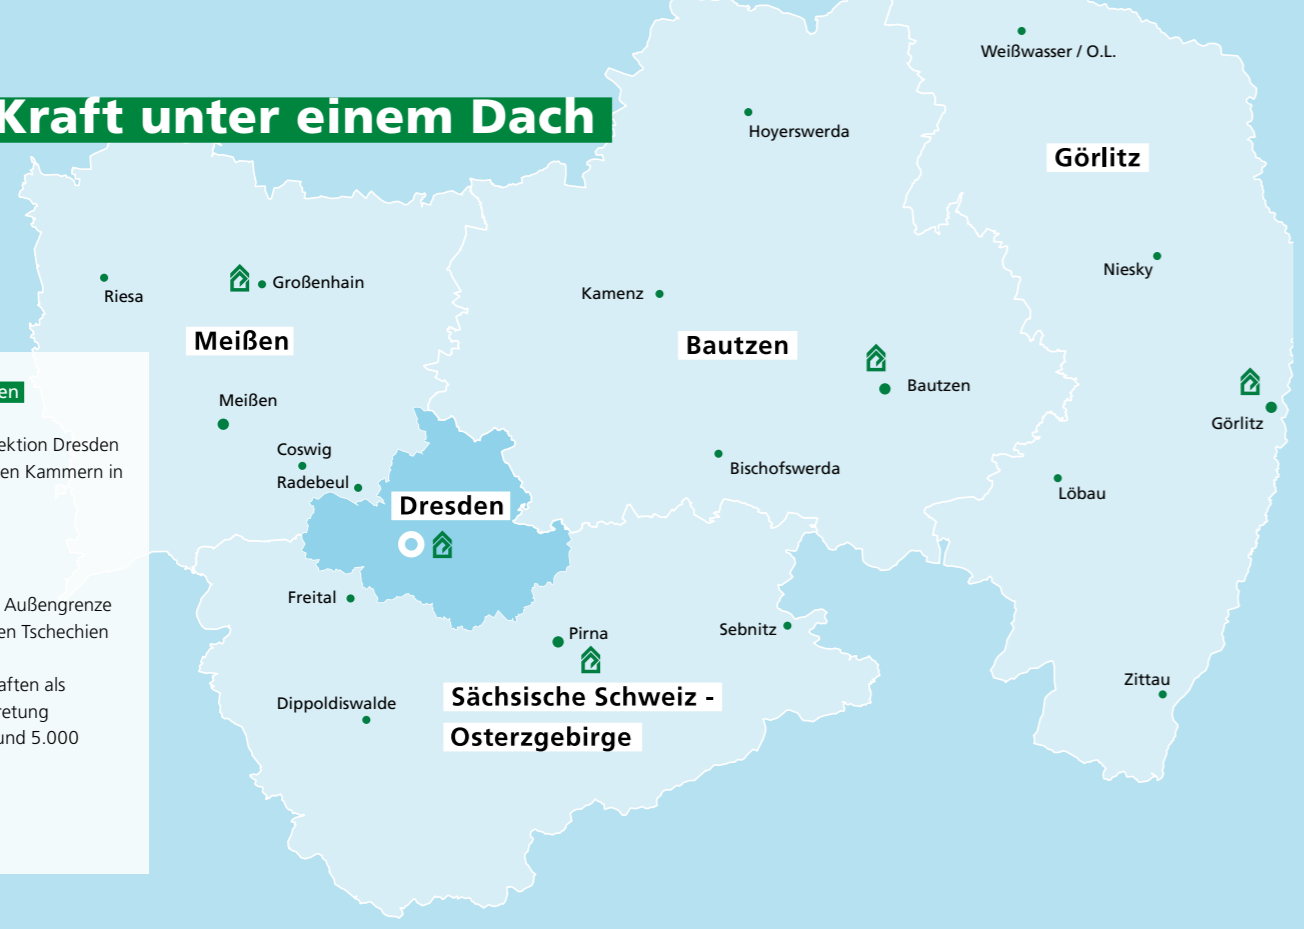 Kraft unter einem Dach
Weißwasser / O.L.
Hoyerswerda
Görlitz
Niesky
Riesa
Großenhain
Kamenz
Meißen
Bautzen
Bautzen
Meißen
Görlitz
Coswig
Radebeul
Bischofswerda
Löbau
Dresden
Freital
Pirna
Sebnitz
Zittau
Dippoldiswalde
Sächsische Schweiz -
Osterzgebirge
en
ektion Dresden
en Kammern in
Außengrenze
en Tschechien
aften als
retung
und 5.000